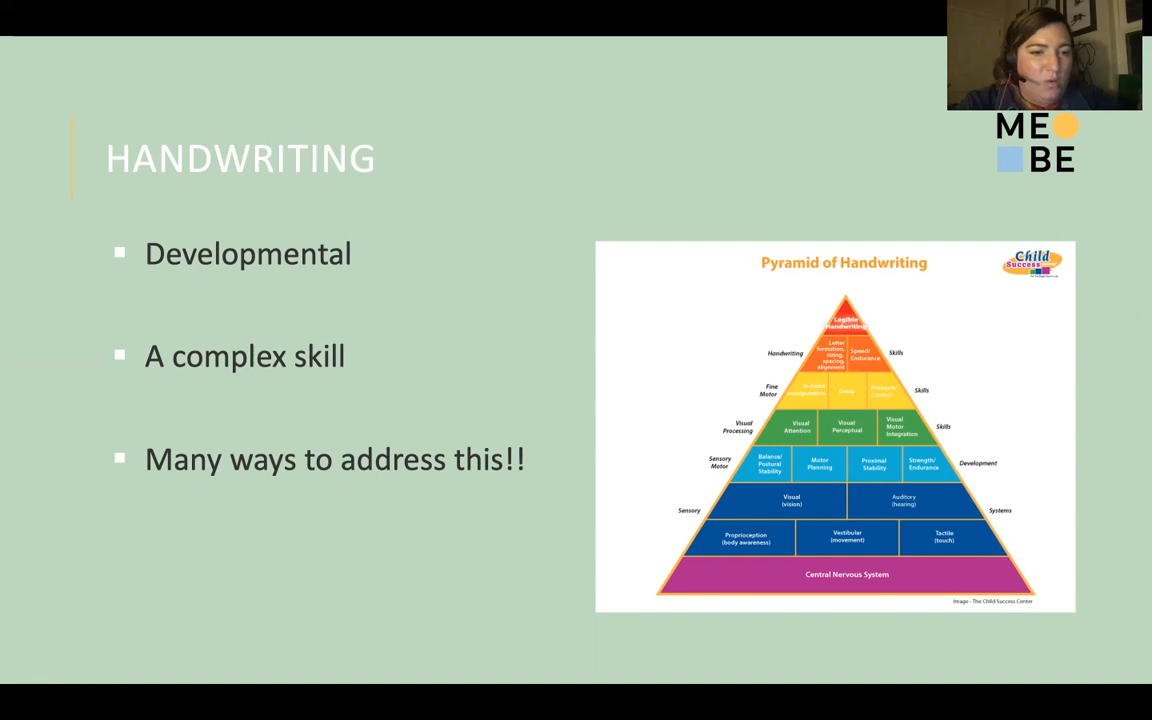 ME
BE
HANDWRITING
Developmental
A complex skill
Many ways to address this!!
Pyramid of Handwriting
Child
Success
Center
Legible
Handwriting
Handwriting
Letter
formation,
sizing,
spacing,
alignment
Speed/
Endurance
Skills
Fine
Motor
In-hand
manipulation
Grasp
Pressure/
Control
Skills
Visual
Processing
Visual
Attention
Visual
Perceptual
Visual
Motor
Integration
Skills
Sensory
Motor
Balance/
Postural
Stability
Motor
Planning
Proximal
Stability
Strength/
Endurance
Development
Sensory
Visual
(vision)
Auditory
(hearing)
Systems
Proprioception
(body awareness)
Vestibular
(movement)
Tactile
(touch)
Central Nervous System
Image - The Child Success Center